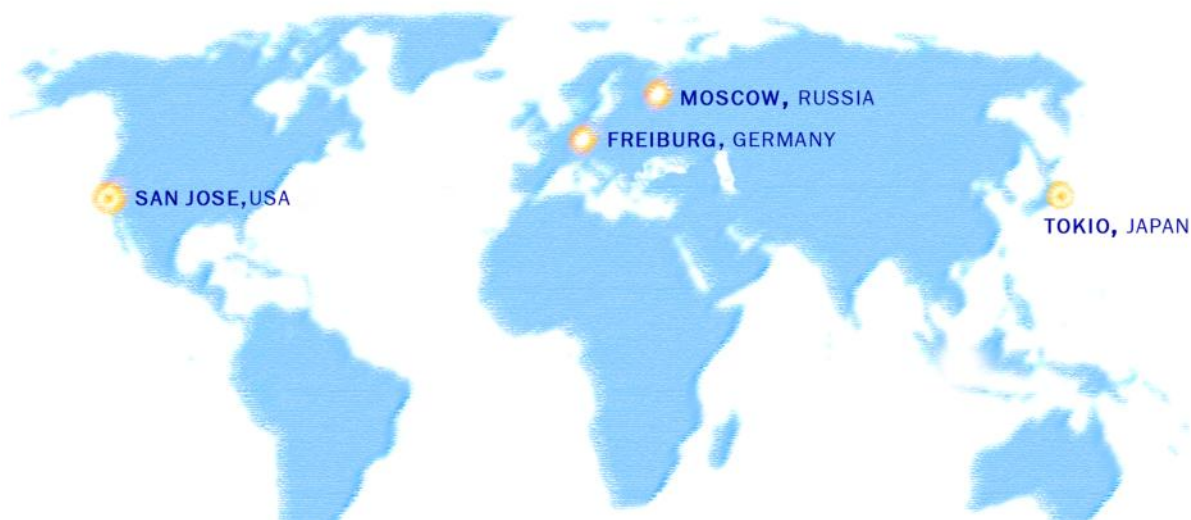 MOSCOW, RUSSIA
FREIBURG, GERMANY
SAN JOSE,USA
TOKIO, JAPAN